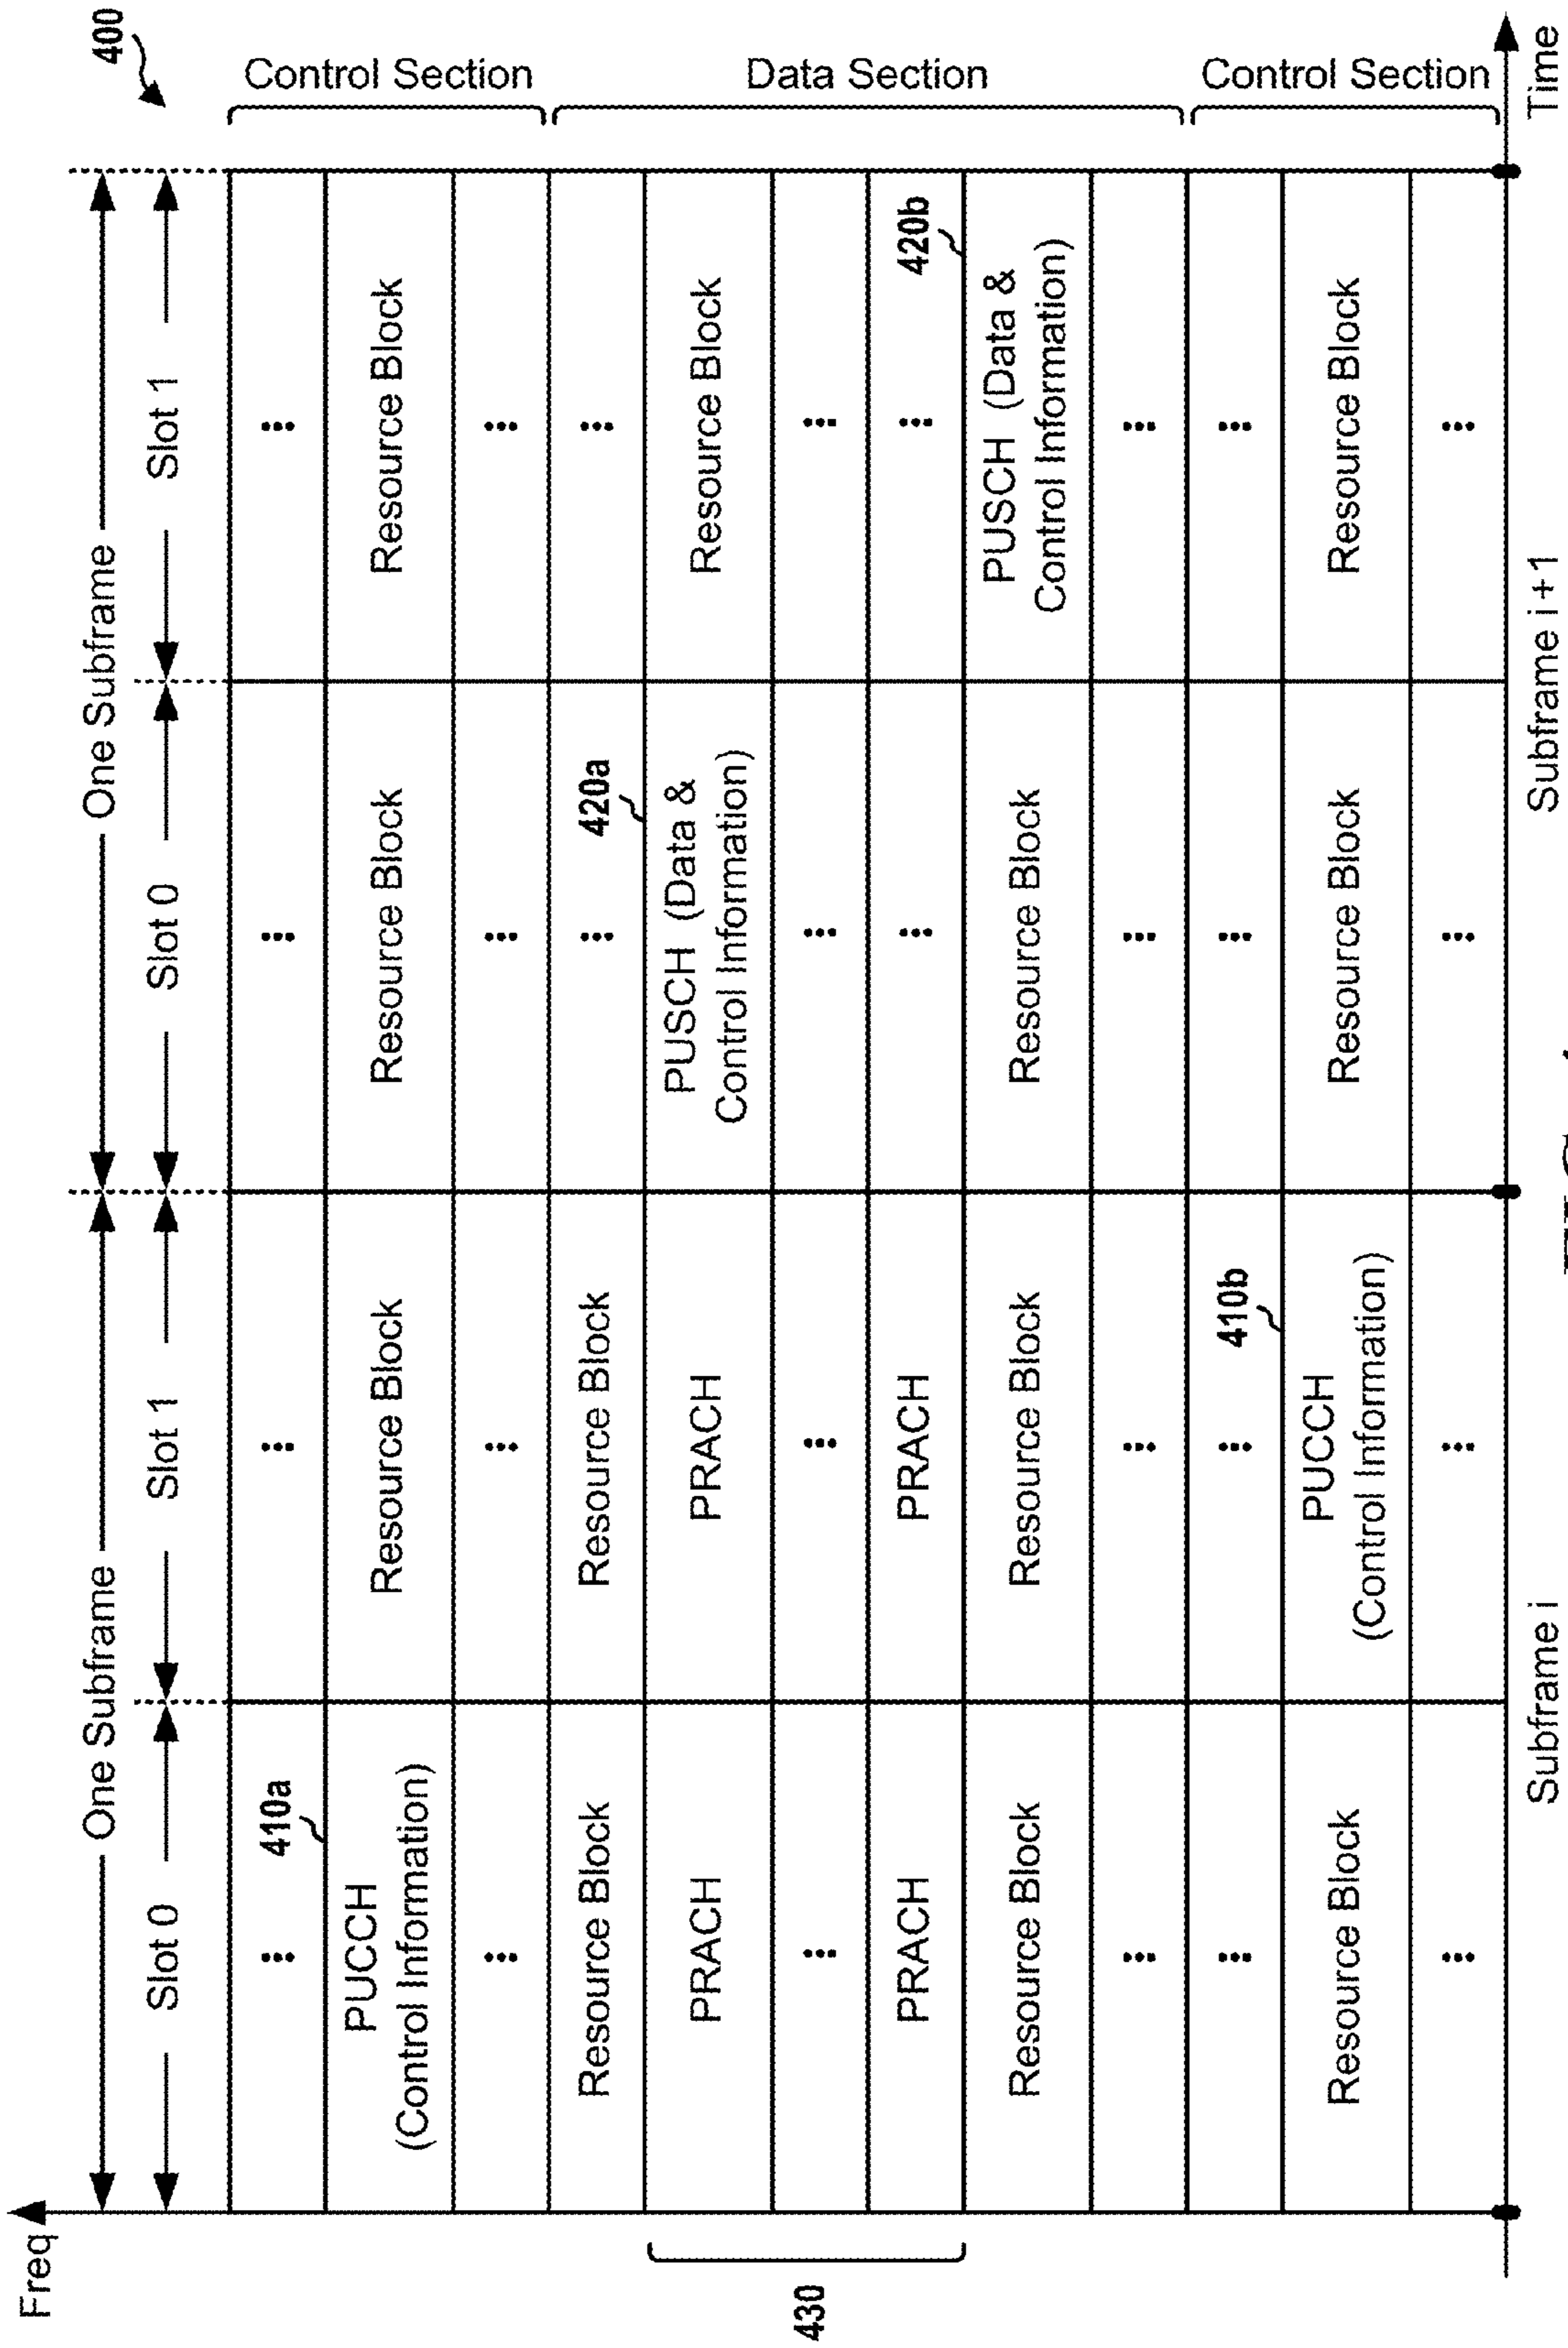 400
Freq
One Subframe
One Subframe
Slot 0
Slot 1
Slot 0
Slot 1
Control Section
Data Section
Control Section
430
410a
...
...
...
...
PUCCH
(Control Information)
Resource Block
Resource Block
Resource Block
...
...
...
...
Resource Block
Resource Block
...
...
420a
PRACH
PRACH
PUSCH (Data &
Control Information)
Resource Block
...
...
...
...
PRACH
PRACH
...
...
420b
Resource Block
Resource Block
Resource Block
PUSCH (Data &
Control Information)
...
...
...
...
...
...
410b
...
...
Resource Block
PUCCH
(Control Information)
Resource Block
Resource Block
...
...
...
...
Time
Subframe i
Subframe i + 1